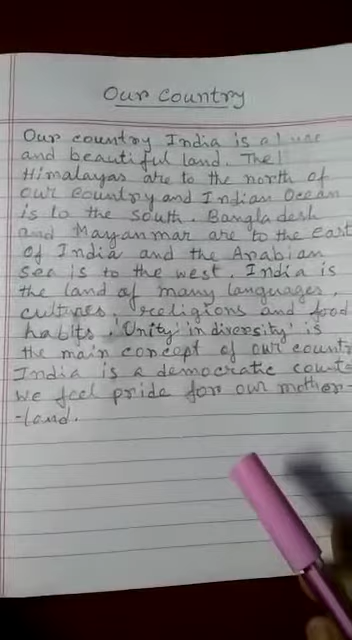 Our Country
Our country India is a
and beautiful land. The
Himalayas are to the north of
our country and Indian Ocean
is to the south. Bangladesh
and Mayanmar are to the east
of India and the Arabian
sea is to the west. India is
the land of many languages,
cultures, religions and food
habits. 'Unity in diversity' is
the main concept of our countr
India is a democratic count
we feel pride for our mother-
-land.